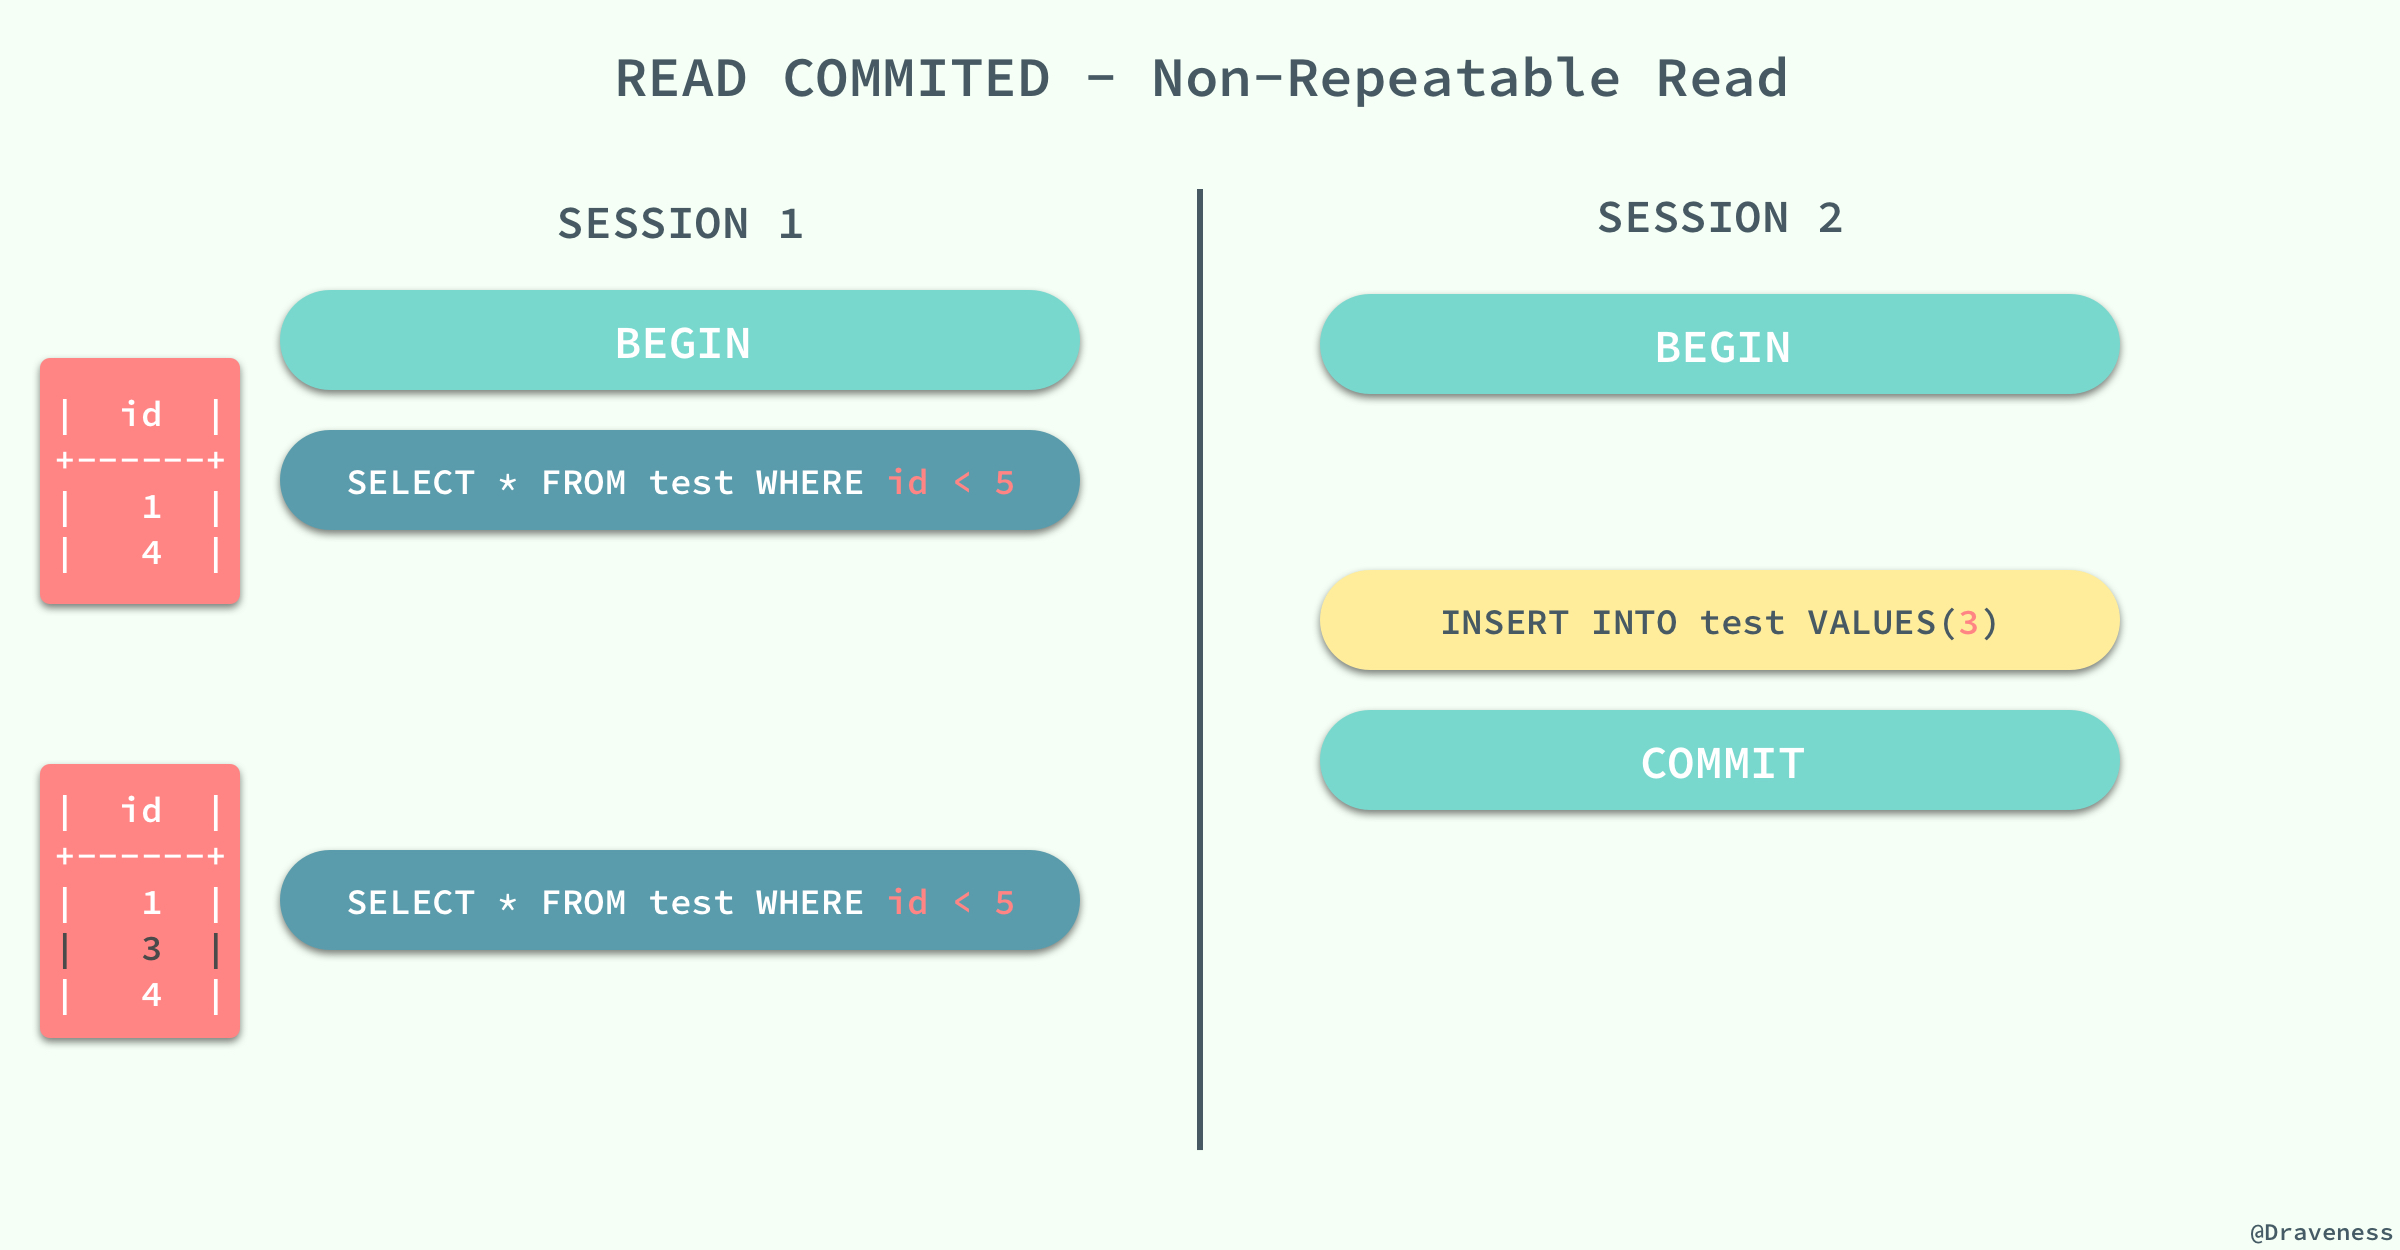 READ COMMITED - Non-Repeatable Read
SESSION 1
BEGIN
| id |
+------+
| 1 |
| 4 |
SELECT * FROM test WHERE id < 5
| id |
+------+
| 1 |
| 3 |
| 4 |
SELECT * FROM test WHERE id < 5
SESSION 2
BEGIN
INSERT INTO test VALUES(3)
COMMIT
@Draveness